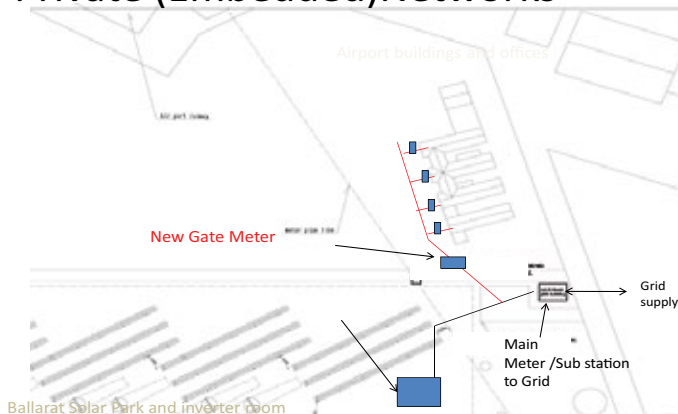 Private (Embedded)Networks
Airport buildings and offices
New Gate Meter
Grid
supply
Main
Meter /Sub station
to Grid
Ballarat Solar Park and inverter room